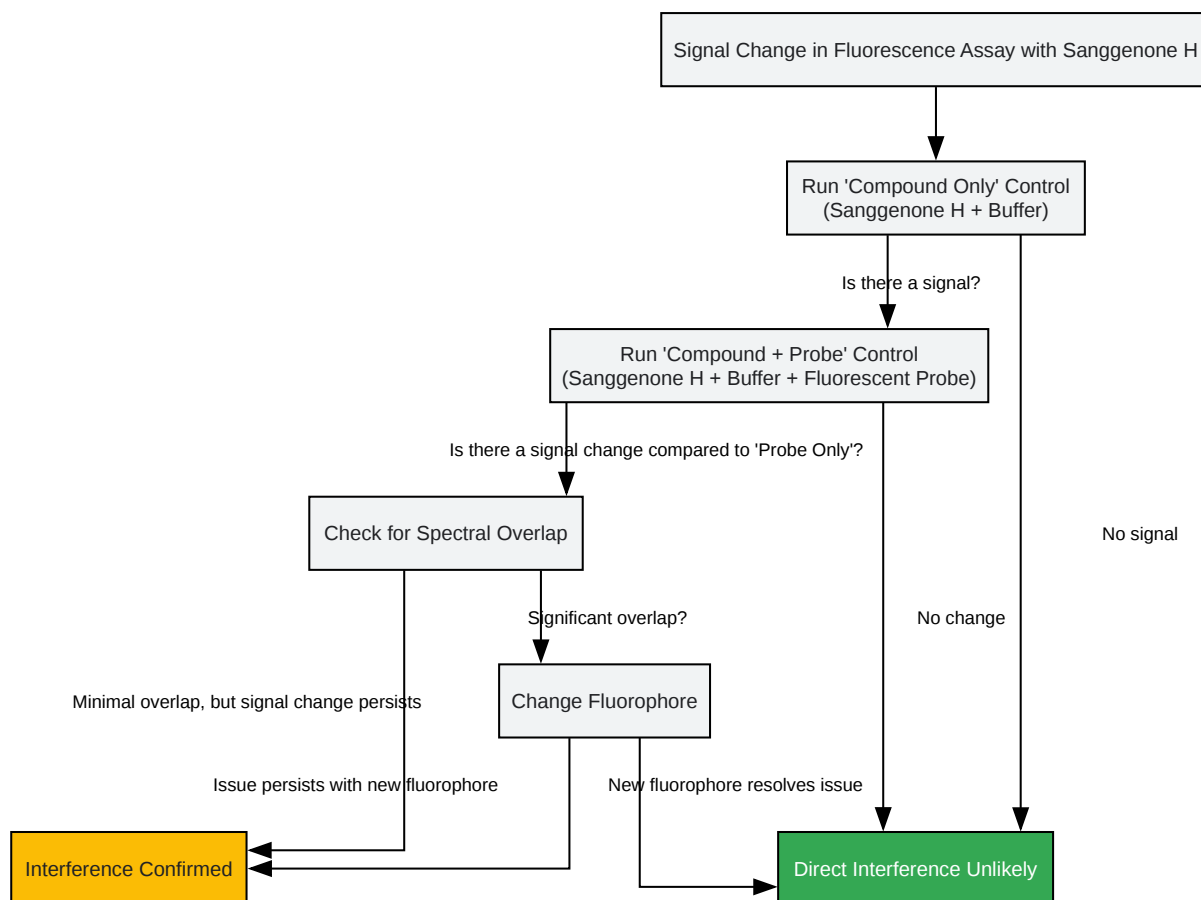 Signal Change in Fluorescence Assay with Sanggenone H
Run 'Compound Only' Control
(Sanggenone H + Buffer)
Is there a signal?
Run 'Compound + Probe' Control
(Sanggenone H + Buffer + Fluorescent Probe)
Is there a signal change compared to 'Probe Only'?
Check for Spectral Overlap
No signal
Significant overlap?
No change
Change Fluorophore
Minimal overlap, but signal change persists
Issue persists with new fluorophore
New fluorophore resolves issue
Interference Confirmed
Direct Interference Unlikely